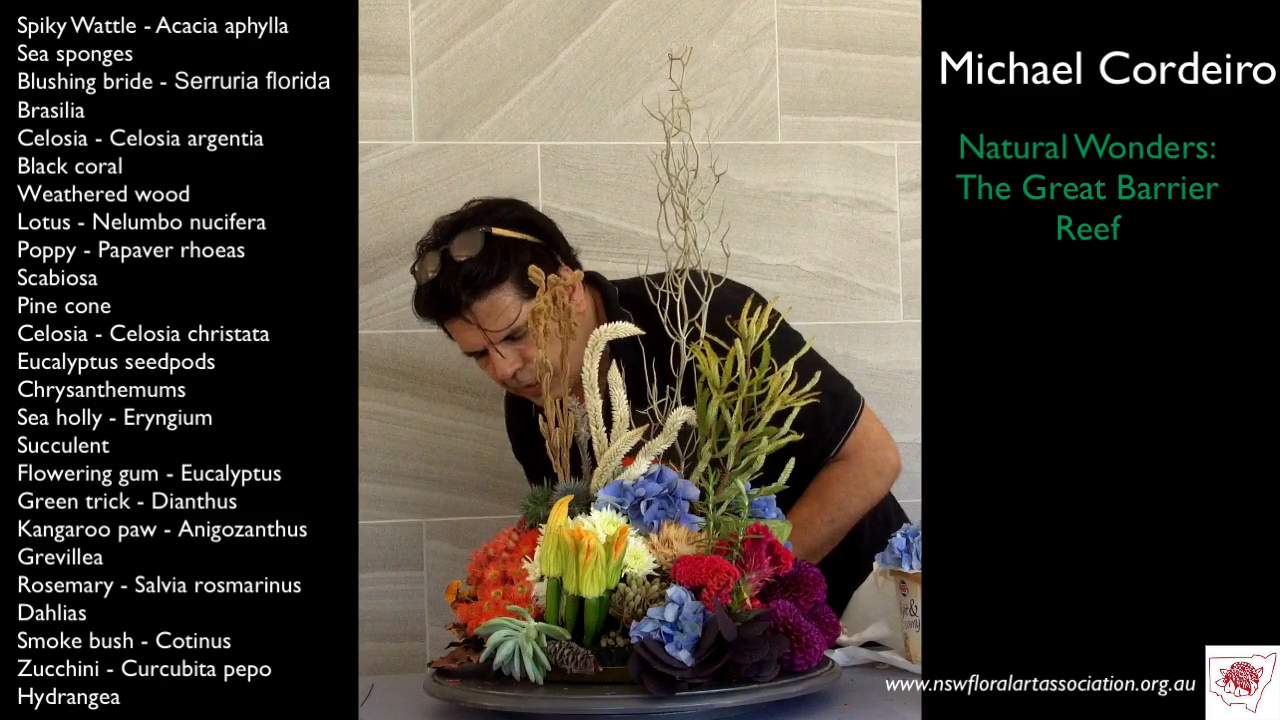 Spiky Wattle - Acacia aphylla
Sea sponges
Blushing bride - Serruria florida
Brasilia
Celosia - Celosia argentia
Black coral
Weathered wood
Lotus - Nelumbo nucifera
Poppy - Papaver rhoeas
Scabiosa
Pine cone
Celosia - Celosia christata
Eucalyptus seedpods
Chrysanthemums
Sea holly - Eryngium
Succulent
Flowering gum - Eucalyptus
Green trick - Dianthus
Kangaroo paw - Anigozanthus
Grevillea
Rosemary - Salvia rosmarinus
Dahlias
Smoke bush - Cotinus
Zucchini - Curcubita pepo
Hydrangea
Michael Cordeiro
Natural Wonders:
The Great Barrier
Reef
www.nswfloralartassociation.org.au